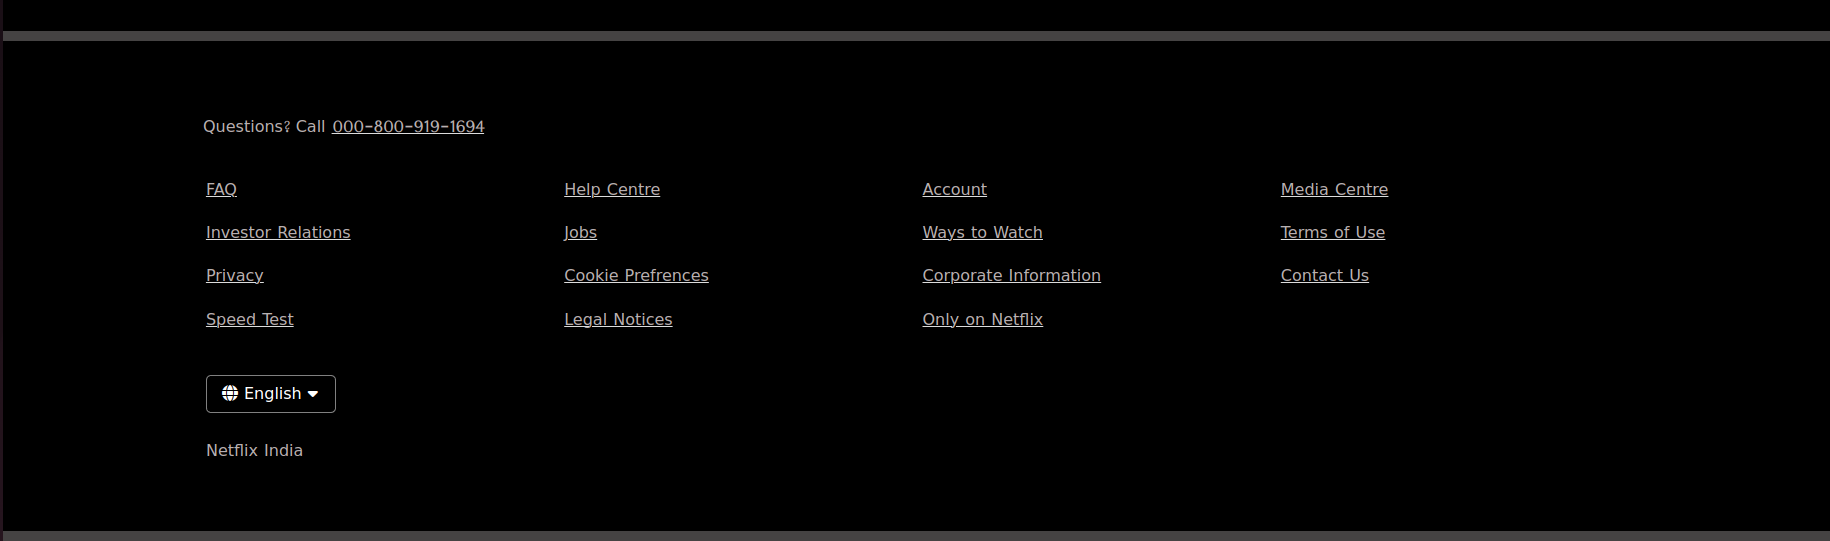 Questions? Call 000-800-919-1694
FAQ
Help Centre
Account
Media Centre
Investor Relations
Jobs
Ways to Watch
Terms of Use
Privacy
Cookie Prefrences
Corporate Information
Contact Us
Speed Test
Legal Notices
Only on Netflix
English
Netflix India